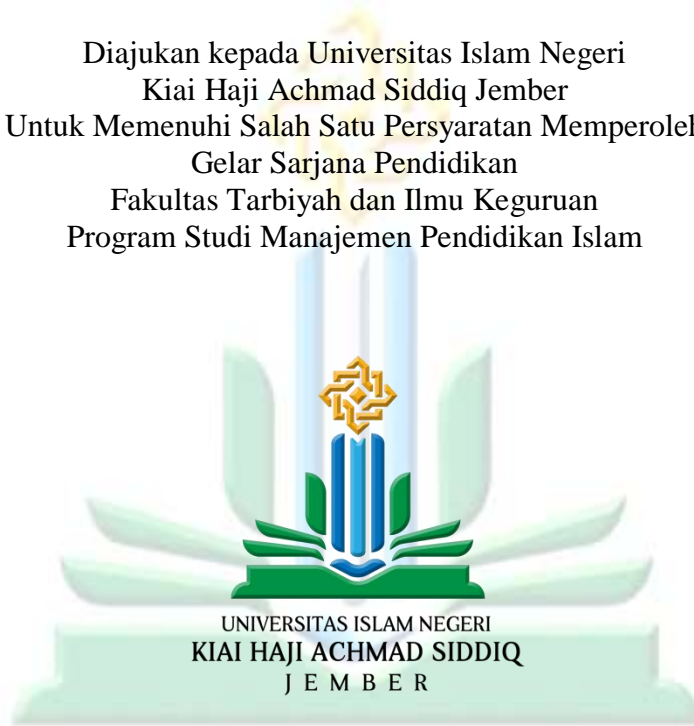 Diajukan kepada Universitas Islam Negeri
Kiai Haji Achmad Siddiq Jember
Untuk Memenuhi Salah Satu Persyaratan Memperoleh
Gelar Sarjana Pendidikan
Fakultas Tarbiyah dan Ilmu Keguruan
Program Studi Manajemen Pendidikan Islam
UNIVERSITAS ISLAM NEGERI
KIAI HAJI ACHMAD SIDDIQ
JEMBER